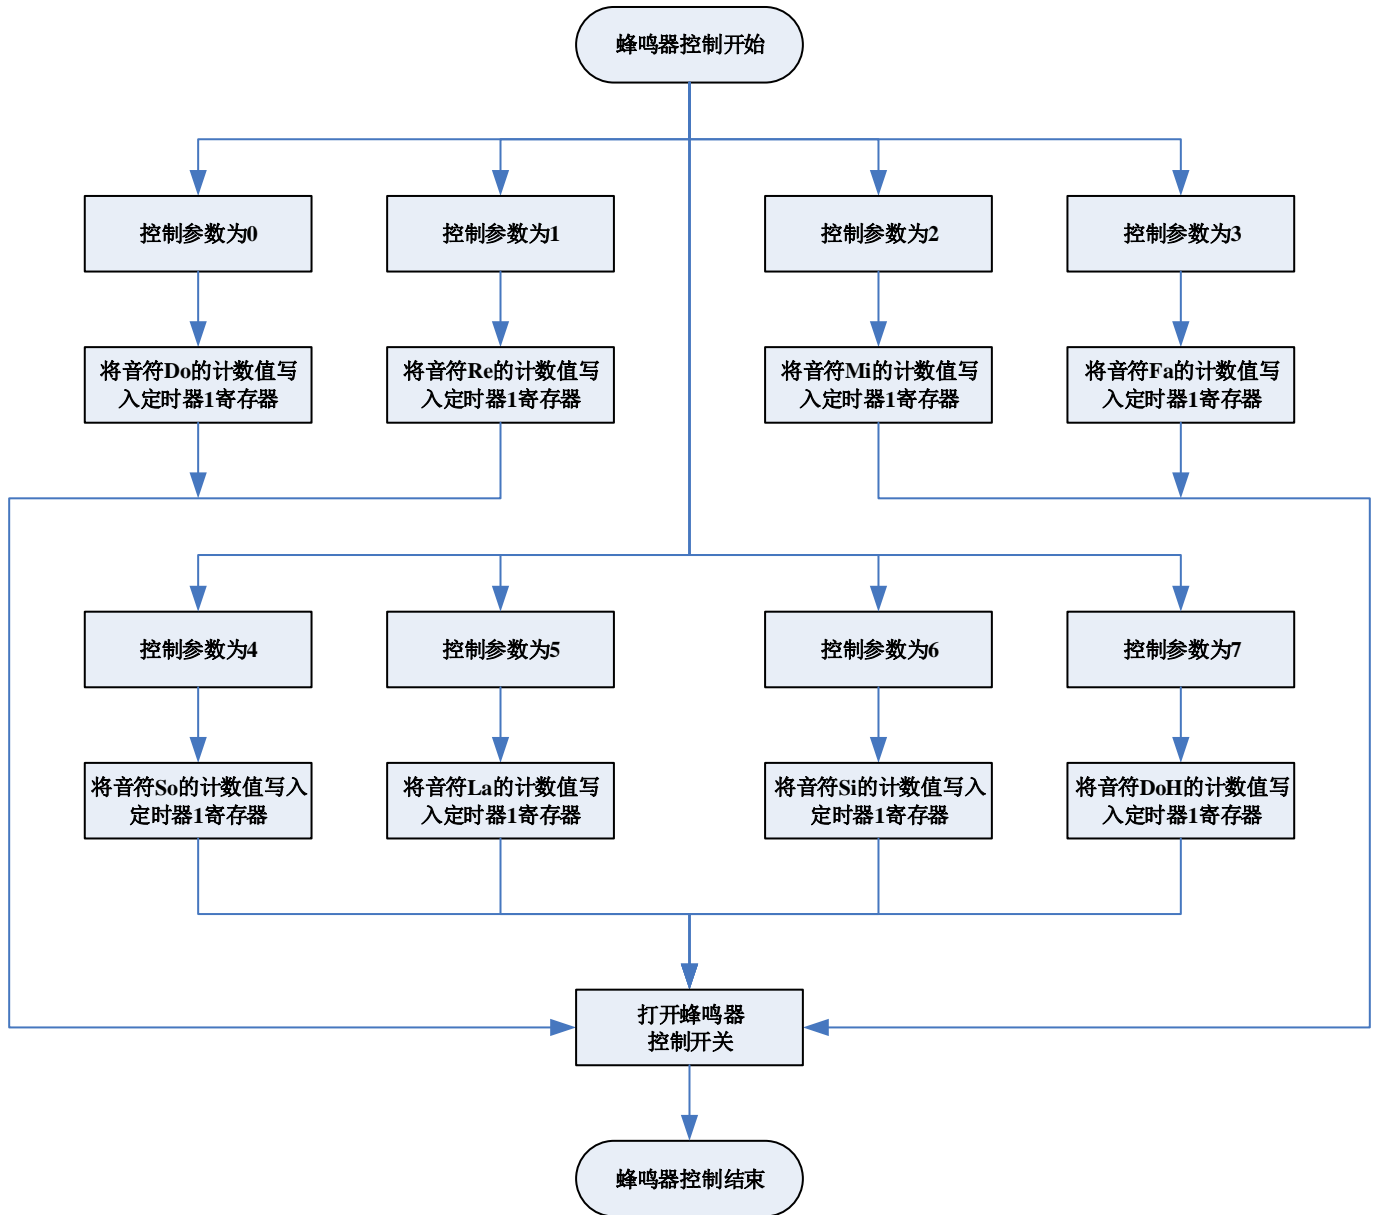 蜂鸣器控制开始
控制参数为0
控制参数为1
控制参数为2
控制参数为3
将音符Do的计数值写
入定时器1寄存器
将音符Re的计数值写
入定时器1寄存器
将音符Mi的计数值写
入定时器1寄存器
将音符Fa的计数值写
入定时器1寄存器
控制参数为4
控制参数为5
控制参数为6
控制参数为7
将音符So的计数值写入
定时器1寄存器
将音符La的计数值写
入定时器1寄存器
将音符Si的计数值写入
定时器1寄存器
将音符DoH的计数值写
入定时器1寄存器
打开蜂鸣器
控制开关
蜂鸣器控制结束